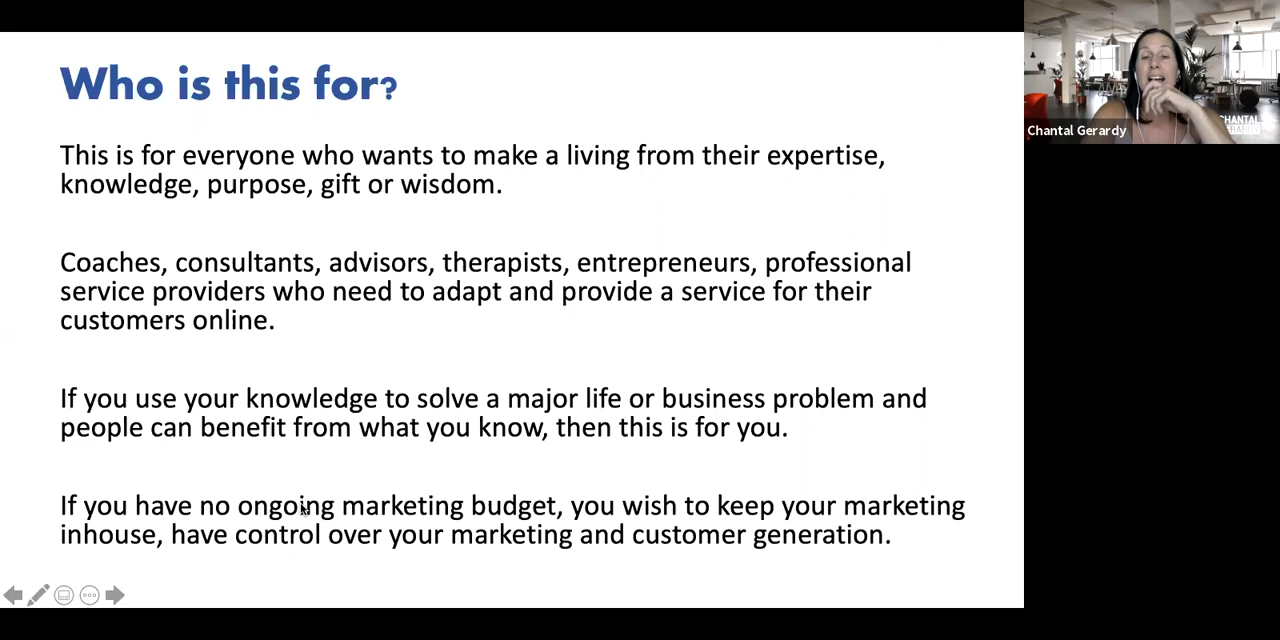 Who is this for?
This is for everyone who wants to make a living from their expertise,
knowledge, purpose, gift or wisdom.
Coaches, consultants, advisors, therapists, entrepreneurs, professional
service providers who need to adapt and provide a service for their
customers online.
If you use your knowledge to solve a major life or business problem and
people can benefit from what you know, then this is for you.
If you have no ongoing marketing budget, you wish to keep your marketing
inhouse, have control over your marketing and customer generation.
Chantal Gerardy
CHANTAL